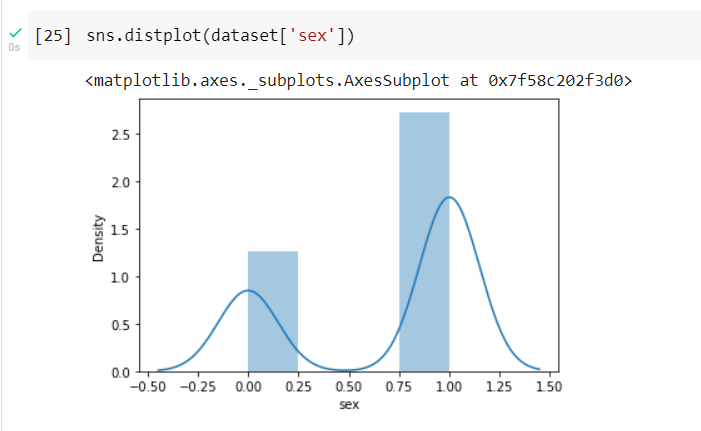 [25] sns.distplot(dataset['sex'])
0s
<matplotlib.axes._subplots.AxesSubplot at 0x7f58c202f3d0>
2.5
2.0
1.5
1.0
0.5
0.0
Density
−0.50 −0.25 0.00 0.25 0.50 0.75 1.00 1.25 1.50
sex